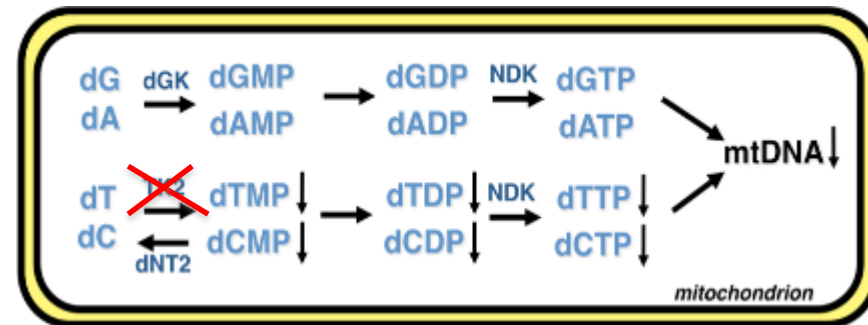 dG dGK dGMP dGDP NDK dGTP
dA dAMP dADP dATP
mtDNA
dT dTMP dTDP NDK dTTP
dC dCMP dCDP dCTP
dNT2
mitochondrion